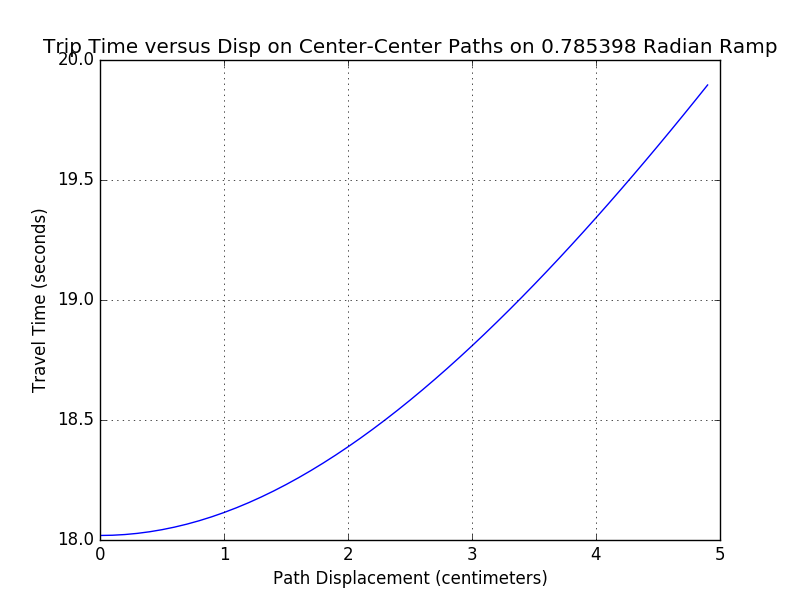 Trip Time versus Disp on Center-Center Paths on 0.785398 Radian Ramp
20.0
19.5
19.0
18.5
18.0
Travel Time (seconds)
0 1 2 3 4 5
Path Displacement (centimeters)